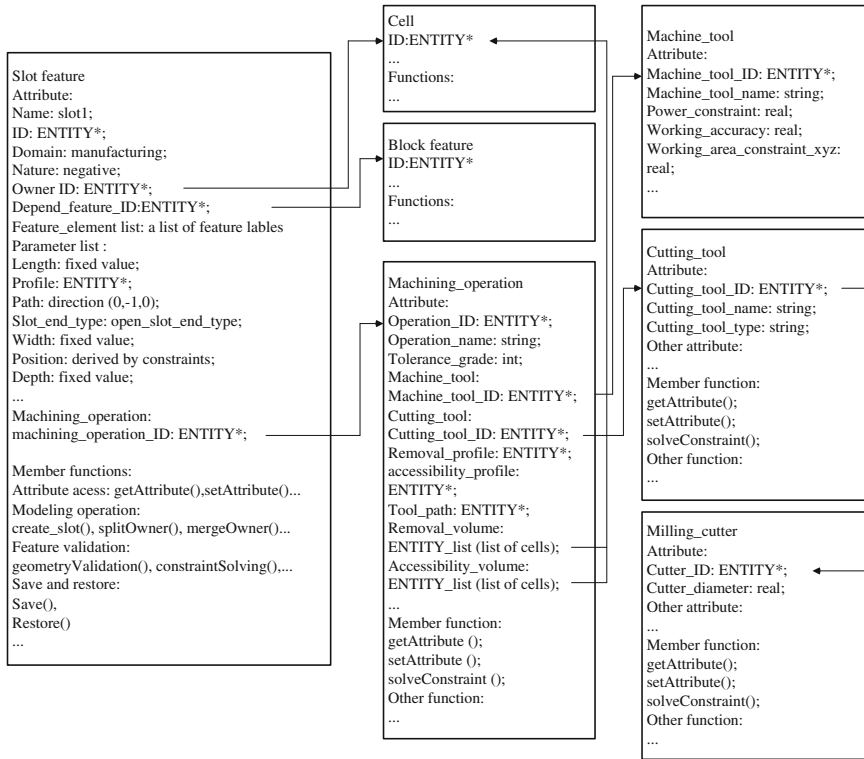 Slot feature
Attribute:
Name: slot1;
ID: ENTITY*;
Domain: manufacturing;
Nature: negative;
Owner ID: ENTITY*;
Depend_feature_ID:ENTITY*;
Feature_element list: a list of feature lables
Parameter list :
Length: fixed value;
Profile: ENTITY*;
Path: direction (0,-1,0);
Slot_end_type: open_slot_end_type;
Width: fixed value;
Position: derived by constraints;
Depth: fixed value;
...
Machining_operation:
machining_operation_ID: ENTITY*;
Member functions:
Attribute acess: getAttribute(),setAttribute()...
Modeling operation:
create_slot(), splitOwner(), mergeOwner()...
Feature validation:
geometryValidation(), constraintSolving(),...
Save and restore:
Save(),
Restore()
...
Cell
ID:ENTITY*
...
Functions:
...
Block feature
ID:ENTITY*
...
Functions:
...
Machining_operation
Attribute:
Operation_ID: ENTITY*;
Operation_name: string;
Tolerance_grade: int;
Machine_tool:
Machine_tool_ID: ENTITY*;
Cutting_tool:
Cutting_tool_ID: ENTITY*;
Removal_profile: ENTITY*;
accessibility_profile:
ENTITY*;
Tool_path: ENTITY*;
Removal_volume:
ENTITY_list (list of cells);
Accessibility_volume:
ENTITY_list (list of cells);
...
Member function:
getAttribute ();
setAttribute ();
solveConstraint ();
Other function:
...
Machine_tool
Attribute:
Machine_tool_ID: ENTITY*;
Machine_tool_name: string;
Power_constraint: real;
Working_accuracy: real;
Working_area_constraint_xyz:
real;
...
Cutting_tool
Attribute:
Cutting_tool_ID: ENTITY*;
Cutting_tool_name: string;
Cutting_tool_type: string;
Other attribute:
...
Member function:
getAttribute();
setAttribute();
solveConstraint();
Other function:
...
Milling_cutter
Attribute:
Cutter_ID: ENTITY*;
Cutter_diameter: real;
Other attribute:
...
Member function:
getAttribute();
setAttribute();
solveConstraint();
Other function:
...